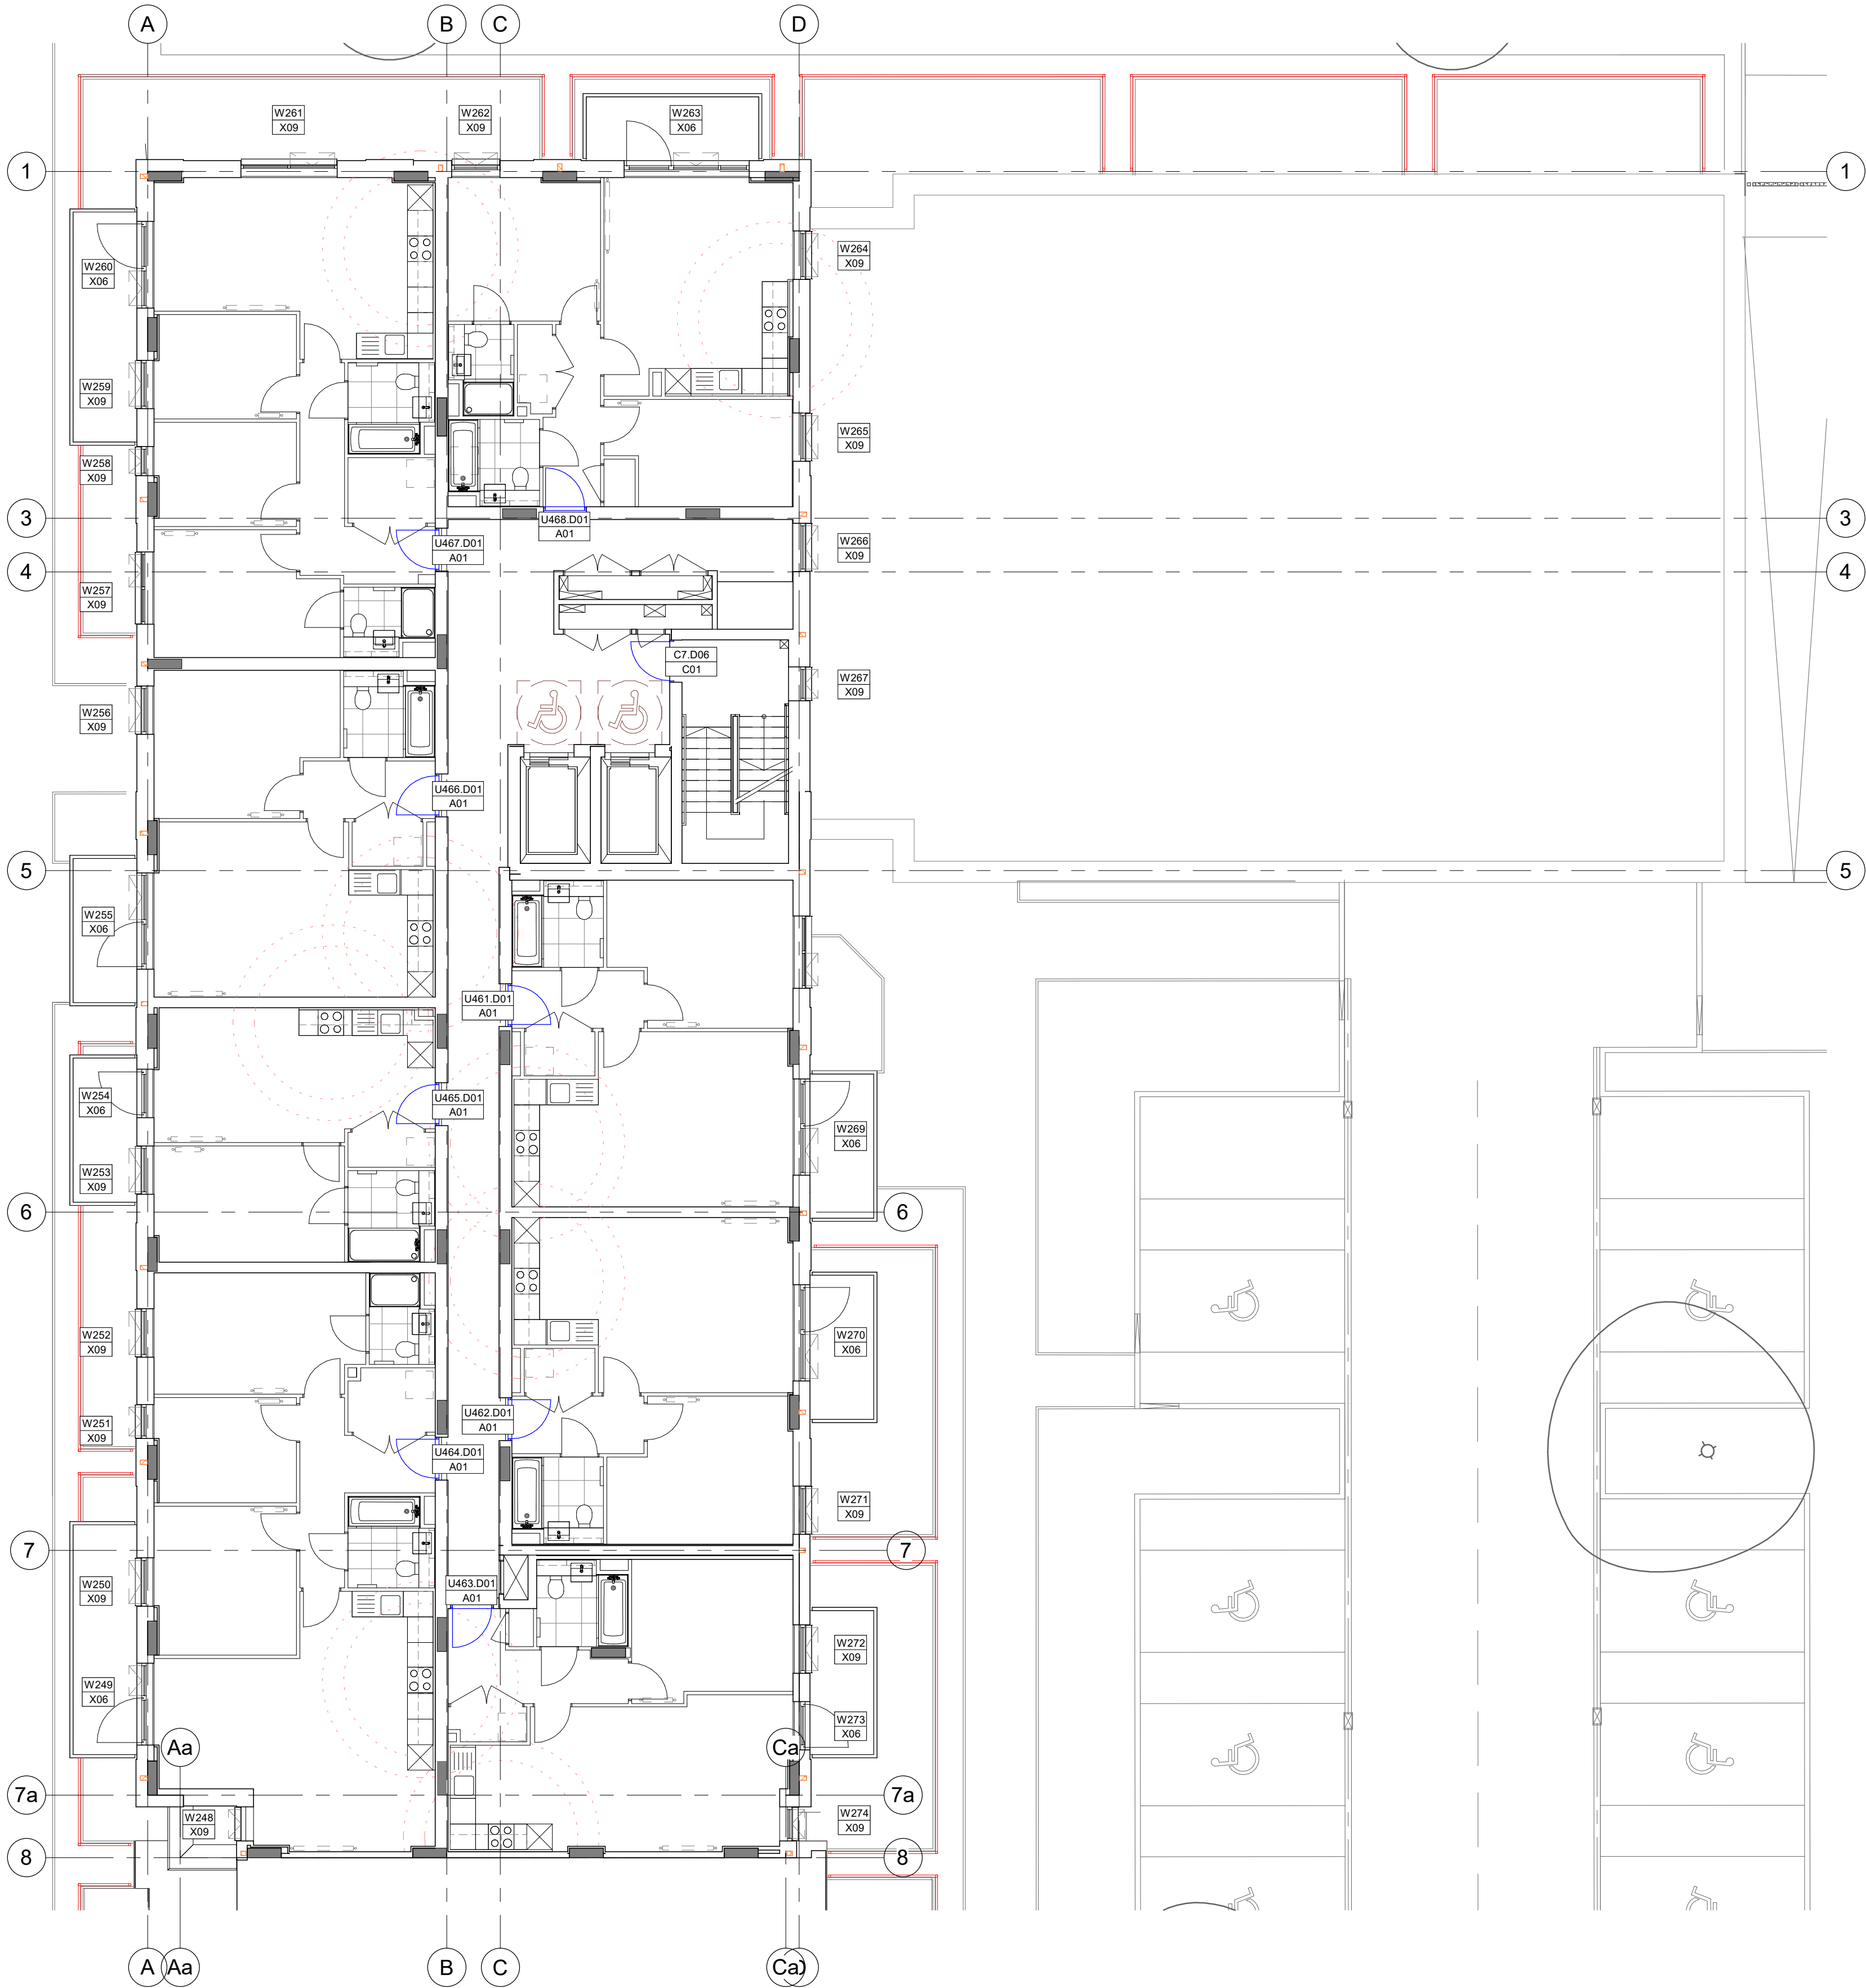 A
B
C
D
W261
X09
W262
X09
W263
X06
1
1
W264
X09
W260
X06
W259
X09
W265
X09
W258
X09
3
U468.D01
A01
3
U467.D01
A01
W266
X09
4
4
W257
X09
C7.D06
C01
W267
X09
W256
X09
U466.D01
A01
5
5
W255
X06
U461.D01
A01
W254
X06
U465.D01
A01
W269
X06
W253
X09
6
6
W252
X09
W270
X06
W251
X09
U462.D01
A01
U464.D01
A01
W271
X09
7
7
W250
X09
U463.D01
A01
W272
X09
W249
X06
W273
X06
Aa
Ca
7a
7a
W248
X09
W274
X09
8
8
A
Aa
B
C
Ca